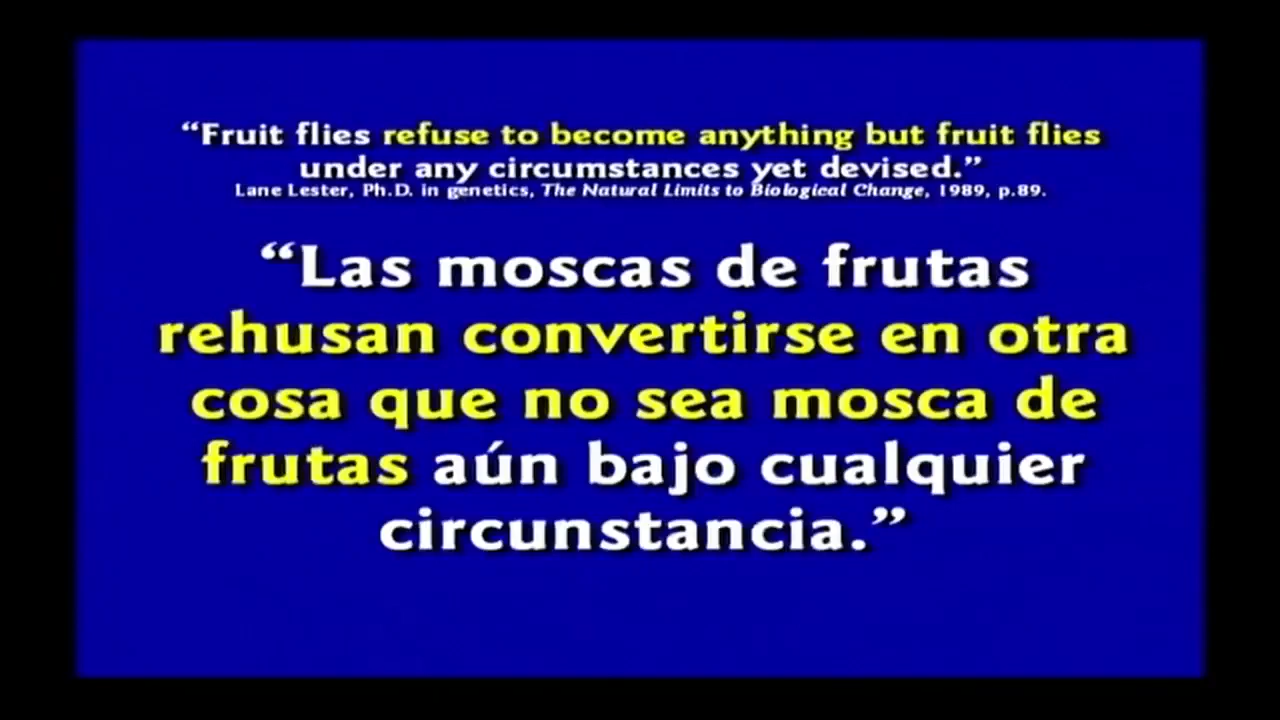 “Fruit flies refuse to become anything but fruit flies
under any circumstances yet devised.”
Lane Lester, Ph.D. in genetics, The Natural Limits to Biological Change, 1989, p.89.
“Las moscas de frutas
rehusan convertirse en otra
cosa que no sea mosca de
frutas aún bajo cualquier
circunstancia.”